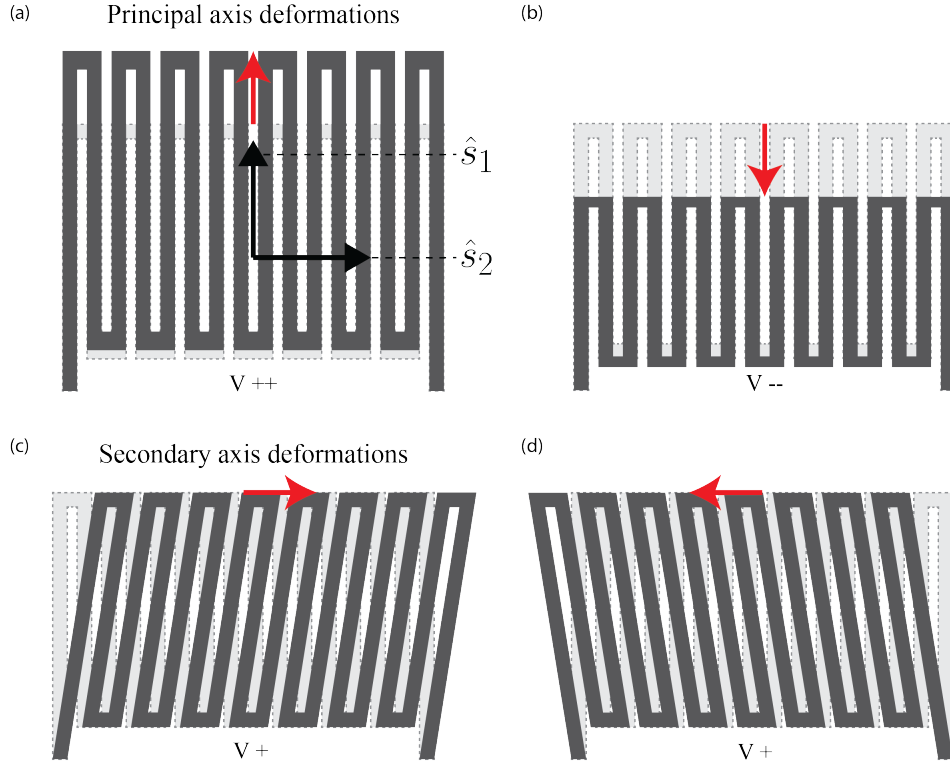 (a)
Principal axis deformations
(b)
ŝ1
ŝ2
V ++
V --
(c)
Secondary axis deformations
(d)
V +
V +